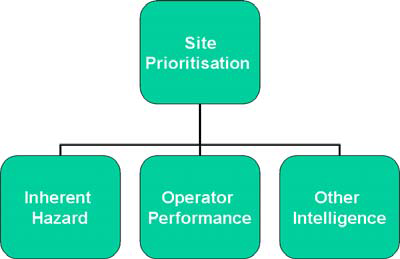 Site
Prioritisation
Inherent
Hazard
Operator
Performance
Other
Intelligence